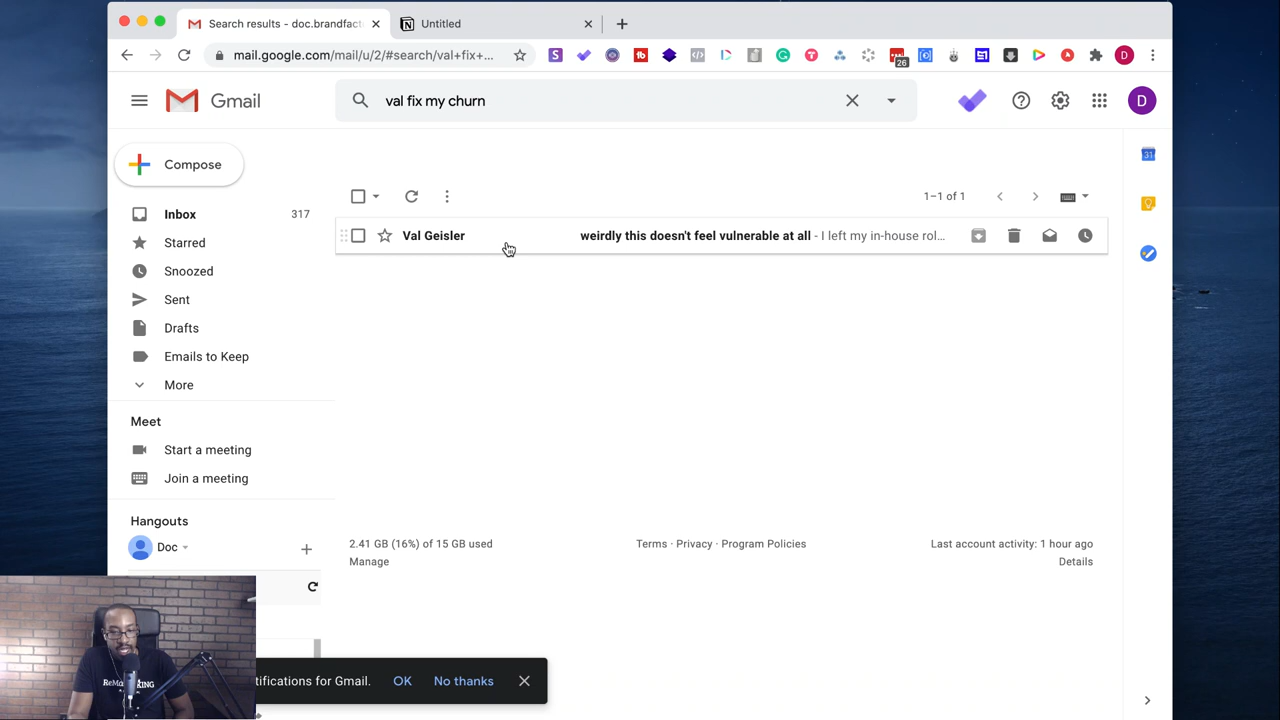 Search results - doc.brandfact
Untitled
mail.google.com/mail/u/2/#search/val+fix+...
26
D
Gmail
val fix my churn
D
31
Compose
1–1 of 1
Inbox 317
Val Geisler weirdly this doesn't feel vulnerable at all - I left my in-house rol...
Starred
Snoozed
Sent
Drafts
Emails to Keep
More
Meet
Start a meeting
Join a meeting
Hangouts
Doc
2.41 GB (16%) of 15 GB used
Terms · Privacy · Program Policies
Last account activity: 1 hour ago
Manage
Details
tifications for Gmail. OK No thanks